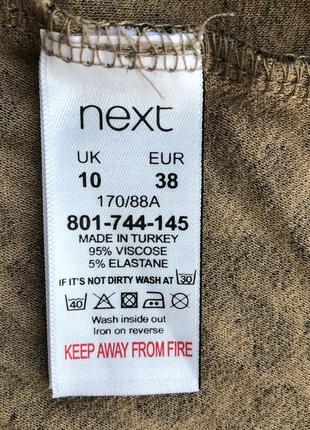 next
UK EUR
10 38
170/88A
801-744-145
MADE IN TURKEY
95% VISCOSE
5% ELASTANE
IF IT'S NOT DIRTY WASH AT 30
40
Wash inside out
Iron on reverse
KEEP AWAY FROM FIRE